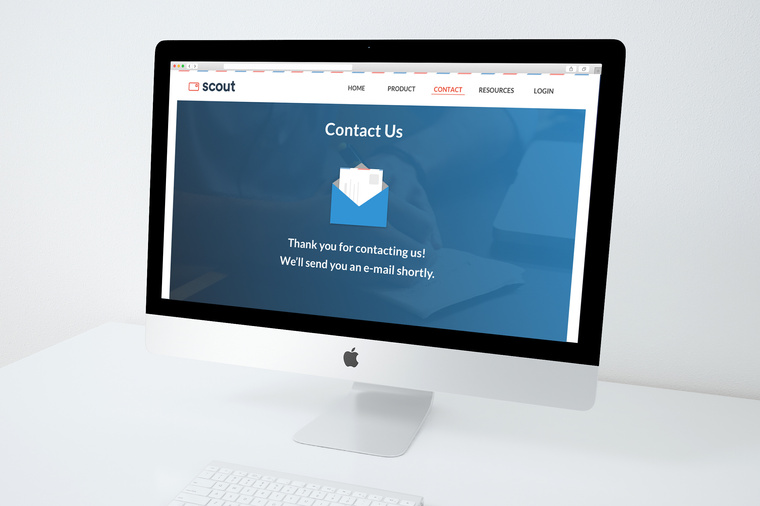 scout
HOME PRODUCT CONTACT RESOURCES LOGIN
Contact Us
Thank you for contacting us!
We'll send you an e-mail shortly.